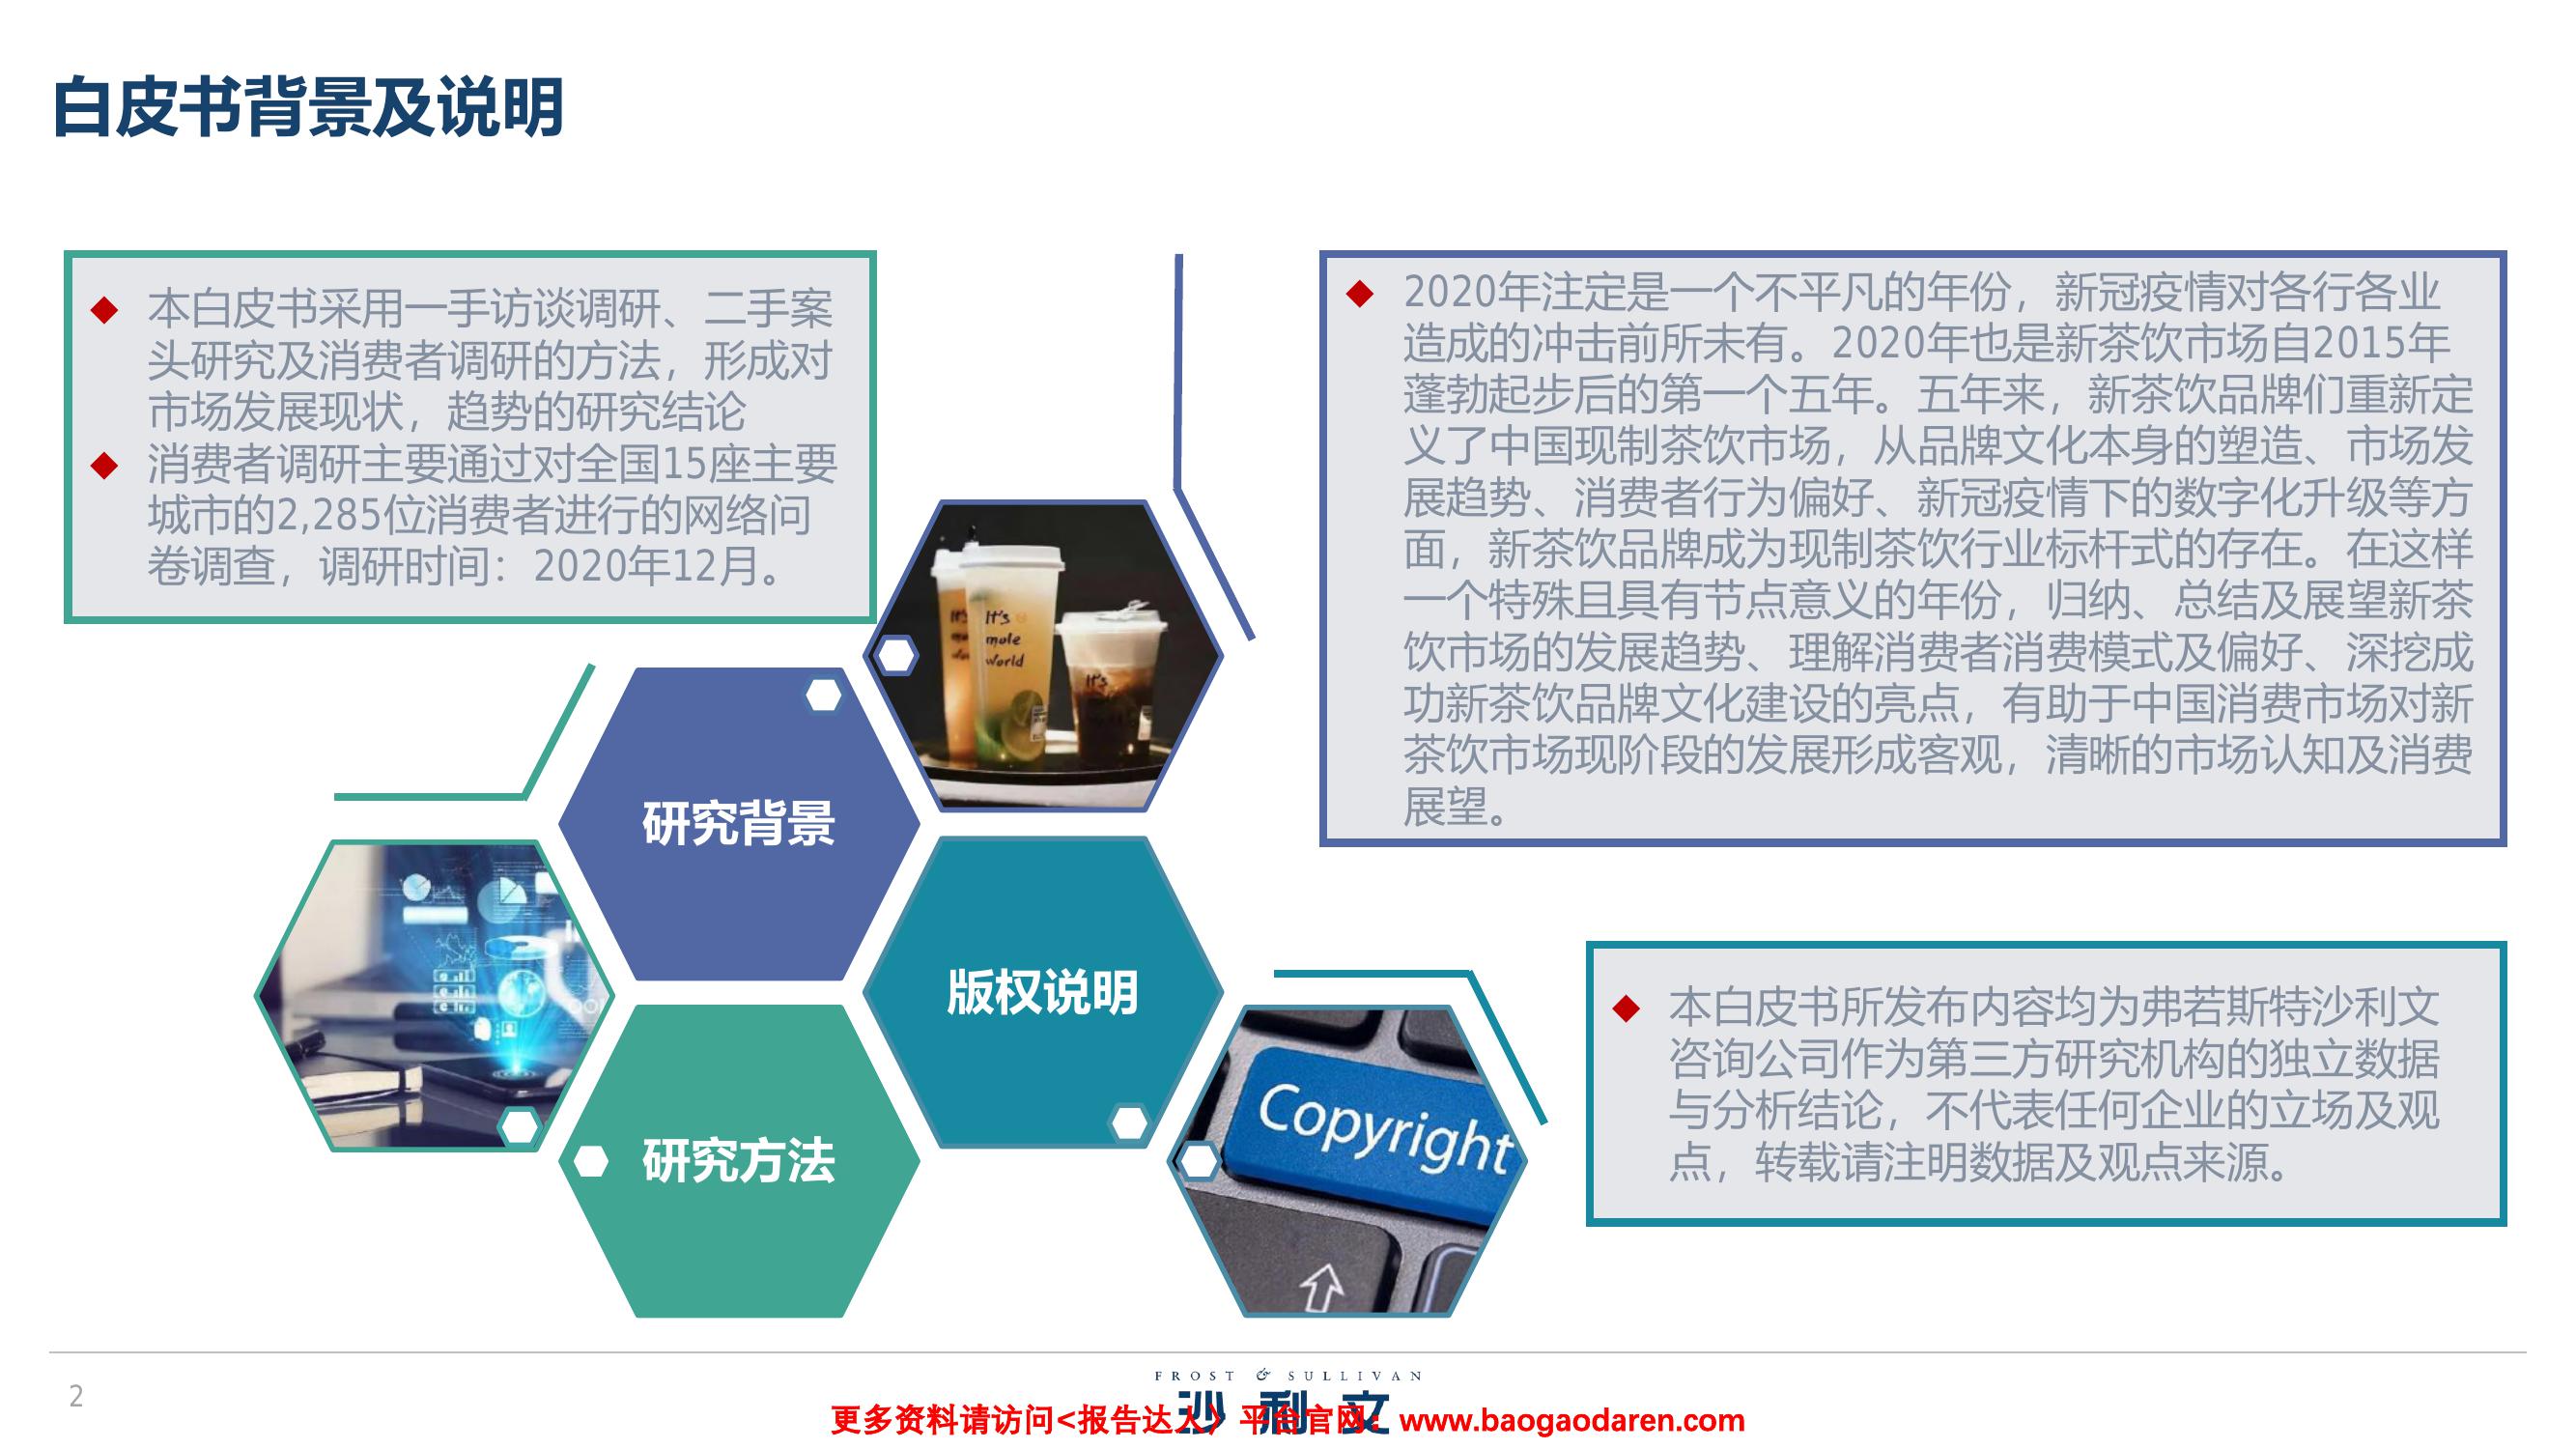 白皮书背景及说明
◆ 本白皮书采用一手访谈调研、二手案
头研究及消费者调研的方法，形成对
市场发展现状，趋势的研究结论
◆ 消费者调研主要通过对全国15座主要
城市的2,285位消费者进行的网络问
卷调查，调研时间：2020年12月。
◆ 2020年注定是一个不平凡的年份，新冠疫情对各行各业
造成的冲击前所未有。2020年也是新茶饮市场自2015年
蓬勃起步后的第一个五年。五年来，新茶饮品牌们重新定
义了中国现制茶饮市场，从品牌文化本身的塑造、市场发
展趋势、消费者行为偏好、新冠疫情下的数字化升级等方
面，新茶饮品牌成为现制茶饮行业标杆式的存在。在这样
一个特殊且具有节点意义的年份，归纳、总结及展望新茶
饮市场的发展趋势、理解消费者消费模式及偏好、深挖成
功新茶饮品牌文化建设的亮点，有助于中国消费市场对新
茶饮市场现阶段的发展形成客观，清晰的市场认知及消费
展望。
It's
It's
mole
world
It's
研究背景
版权说明
研究方法
Copyright
◆ 本白皮书所发布内容均为弗若斯特沙利文
咨询公司作为第三方研究机构的独立数据
与分析结论，不代表任何企业的立场及观
点，转载请注明数据及观点来源。
2
FROST & SULLIVAN
沙利文
更多资料请访问<报告达人>平台官网：www.baogaodaren.com